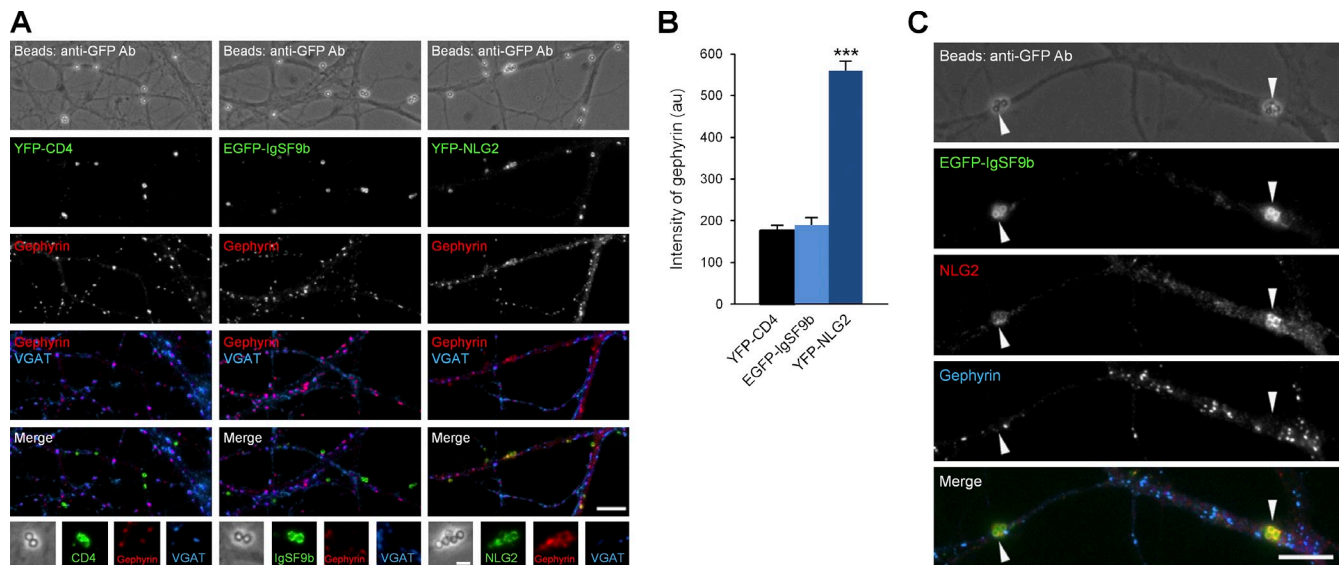 A
Beads: anti-GFP Ab
Beads: anti-GFP Ab
Beads: anti-GFP Ab
YFP-CD4
EGFP-IgSF9b
YFP-NLG2
Gephyrin
Gephyrin
Gephyrin
Gephyrin
VGAT
Gephyrin
VGAT
Gephyrin
VGAT
Merge
Merge
Merge
CD4
Gephyrin
VGAT
IgSF9b
Gephyrin
VGAT
NLG2
Gephyrin
VGAT
B
Intensity of gephyrin (au)
600
500
400
300
200
100
0
***
YFP-CD4
EGFP-IgSF9b
YFP-NLG2
C
Beads: anti-GFP Ab
EGFP-IgSF9b
NLG2
Gephyrin
Merge